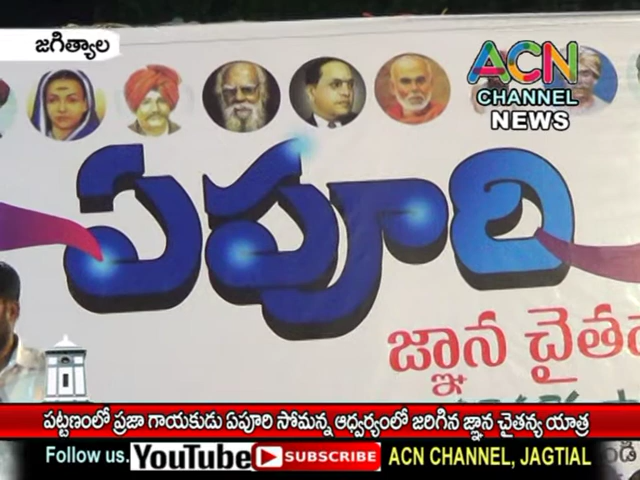 జగిత్యాల
ACN
CHANNEL
NEWS
ఏపూరి
జ్ఞాన చైతన
పట్టణంలో ప్రజా గాయకుడు ఏపూరి సోమన్న ఆధ్వర్యంలో జరిగిన జ్ఞాన చైతన్య యాత్ర
Follow us. YouTube SUBSCRIBE ACN CHANNEL, JAGTIAL